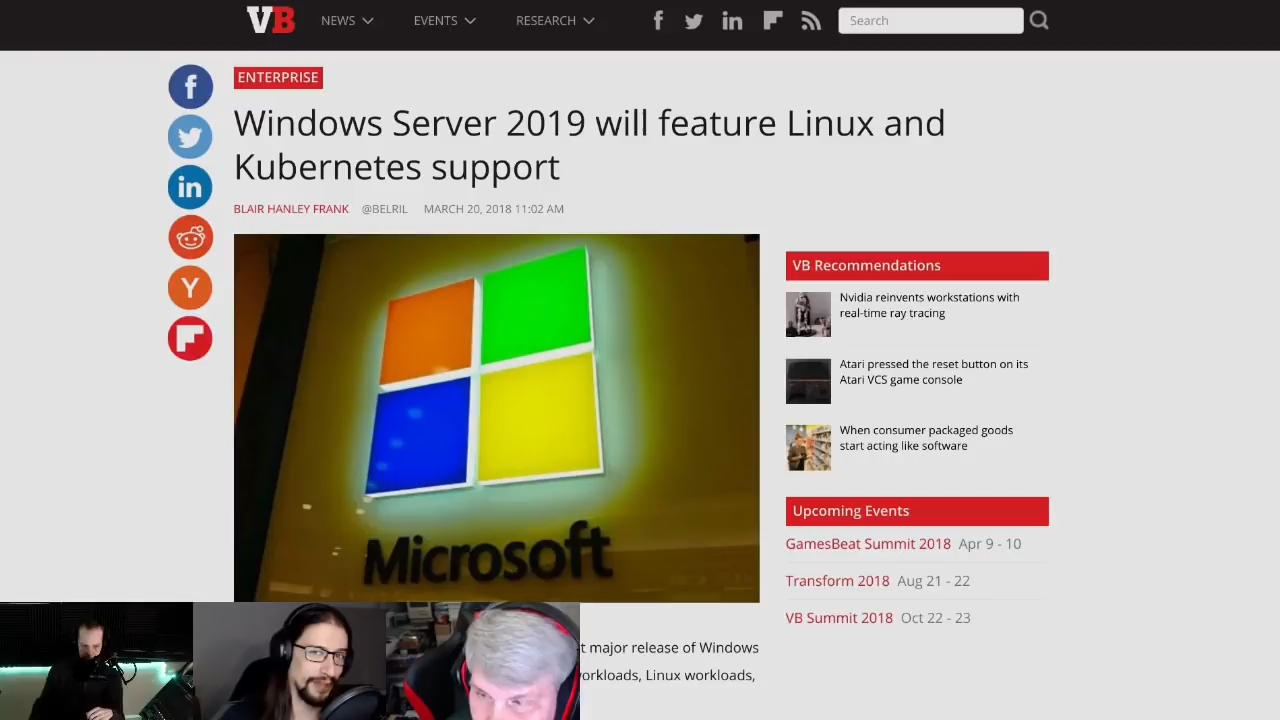 VB NEWS EVENTS RESEARCH Search
ENTERPRISE
Windows Server 2019 will feature Linux and
Kubernetes support
BLAIR HANLEY FRANK @BELRIL MARCH 20, 2018 11:02 AM
Microsoft
VB Recommendations
Nvidia reinvents workstations with
real-time ray tracing
Atari pressed the reset button on its
Atari VCS game console
When consumer packaged goods
start acting like software
Upcoming Events
GamesBeat Summit 2018 Apr 9 - 10
Transform 2018 Aug 21 - 22
VB Summit 2018 Oct 22 - 23
major release of Windows
Linux workloads,